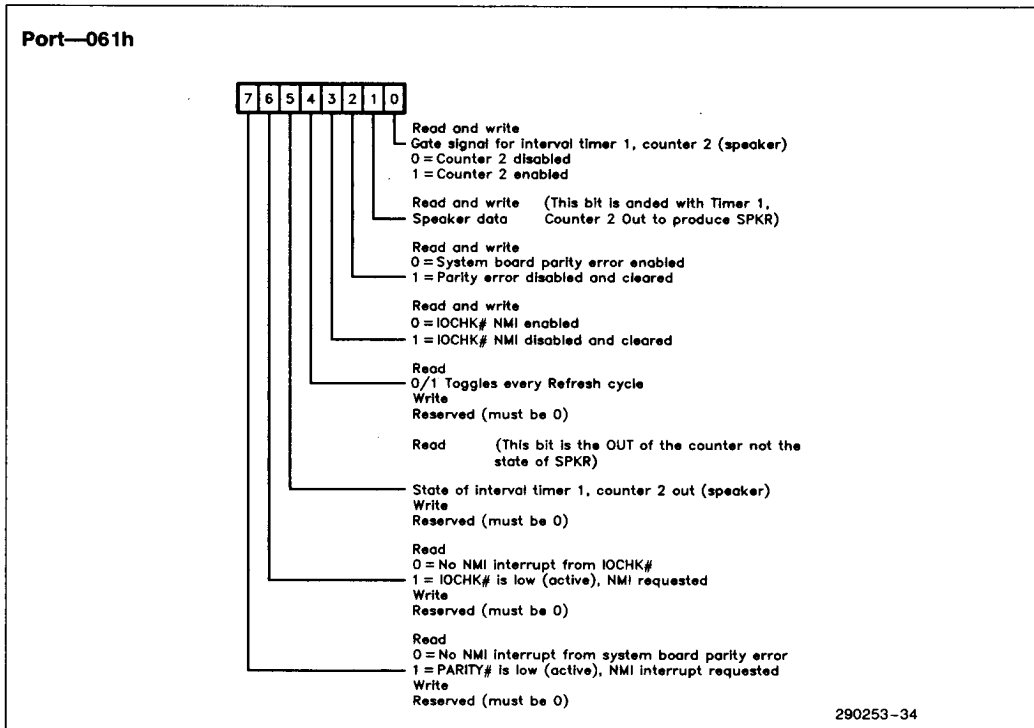 Port—061h
7 6 5 4 3 2 1 0
Read and write
Gate signal for interval timer 1, counter 2 (speaker)
0 = Counter 2 disabled
1 = Counter 2 enabled
Read and write (This bit is anded with Timer 1,
Speaker data Counter 2 Out to produce SPKR)
Read and write
0 = System board parity error enabled
1 = Parity error disabled and cleared
Read and write
0 = IOCHK# NMI enabled
1 = IOCHK# NMI disabled and cleared
Read
0/1 Toggles every Refresh cycle
Write
Reserved (must be 0)
Read (This bit is the OUT of the counter not the
state of SPKR)
State of interval timer 1, counter 2 out (speaker)
Write
Reserved (must be 0)
Read
0 = No NMI interrupt from IOCHK#
1 = IOCHK# is low (active), NMI requested
Write
Reserved (must be 0)
Read
0 = No NMI interrupt from system board parity error
1 = PARITY# is low (active), NMI interrupt requested
Write
Reserved (must be 0)
290253-34